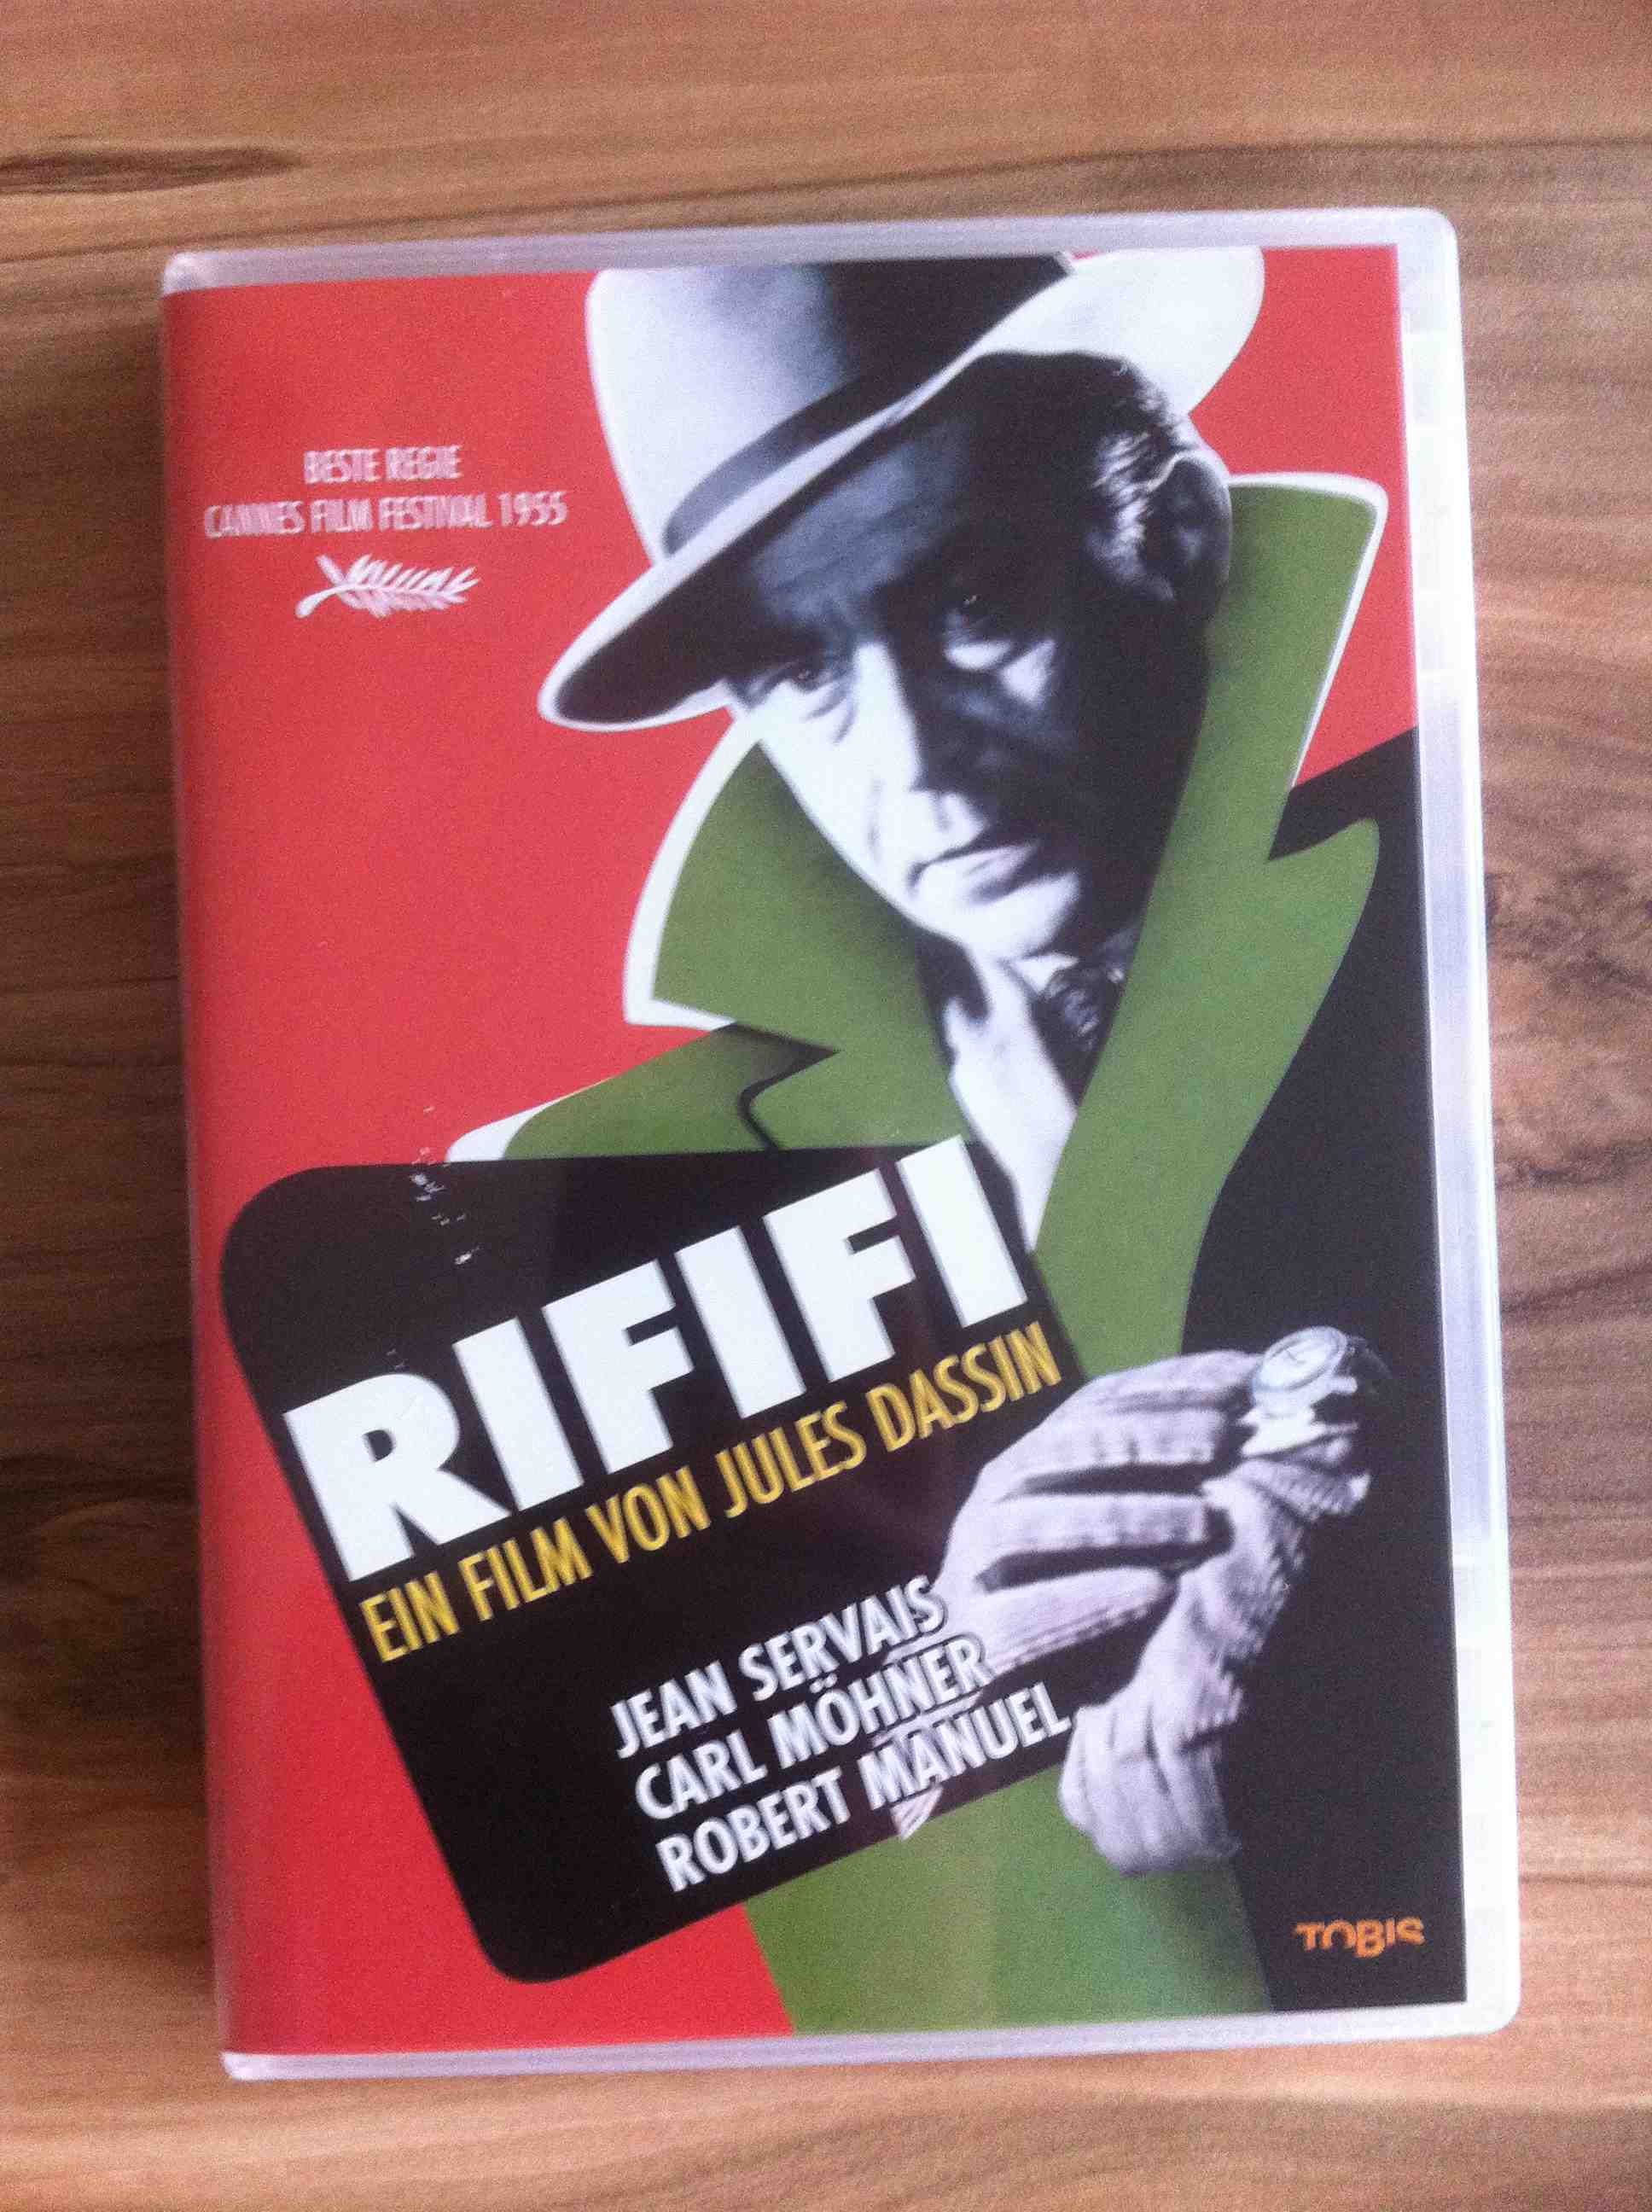 BESTE REGIE
CANNES FILM FESTIVAL 1955
RIFIFI
EIN FILM VON JULES DASSIN
JEAN SERVAIS
CARL MÖHNER
ROBERT MANUEL
TOBIS